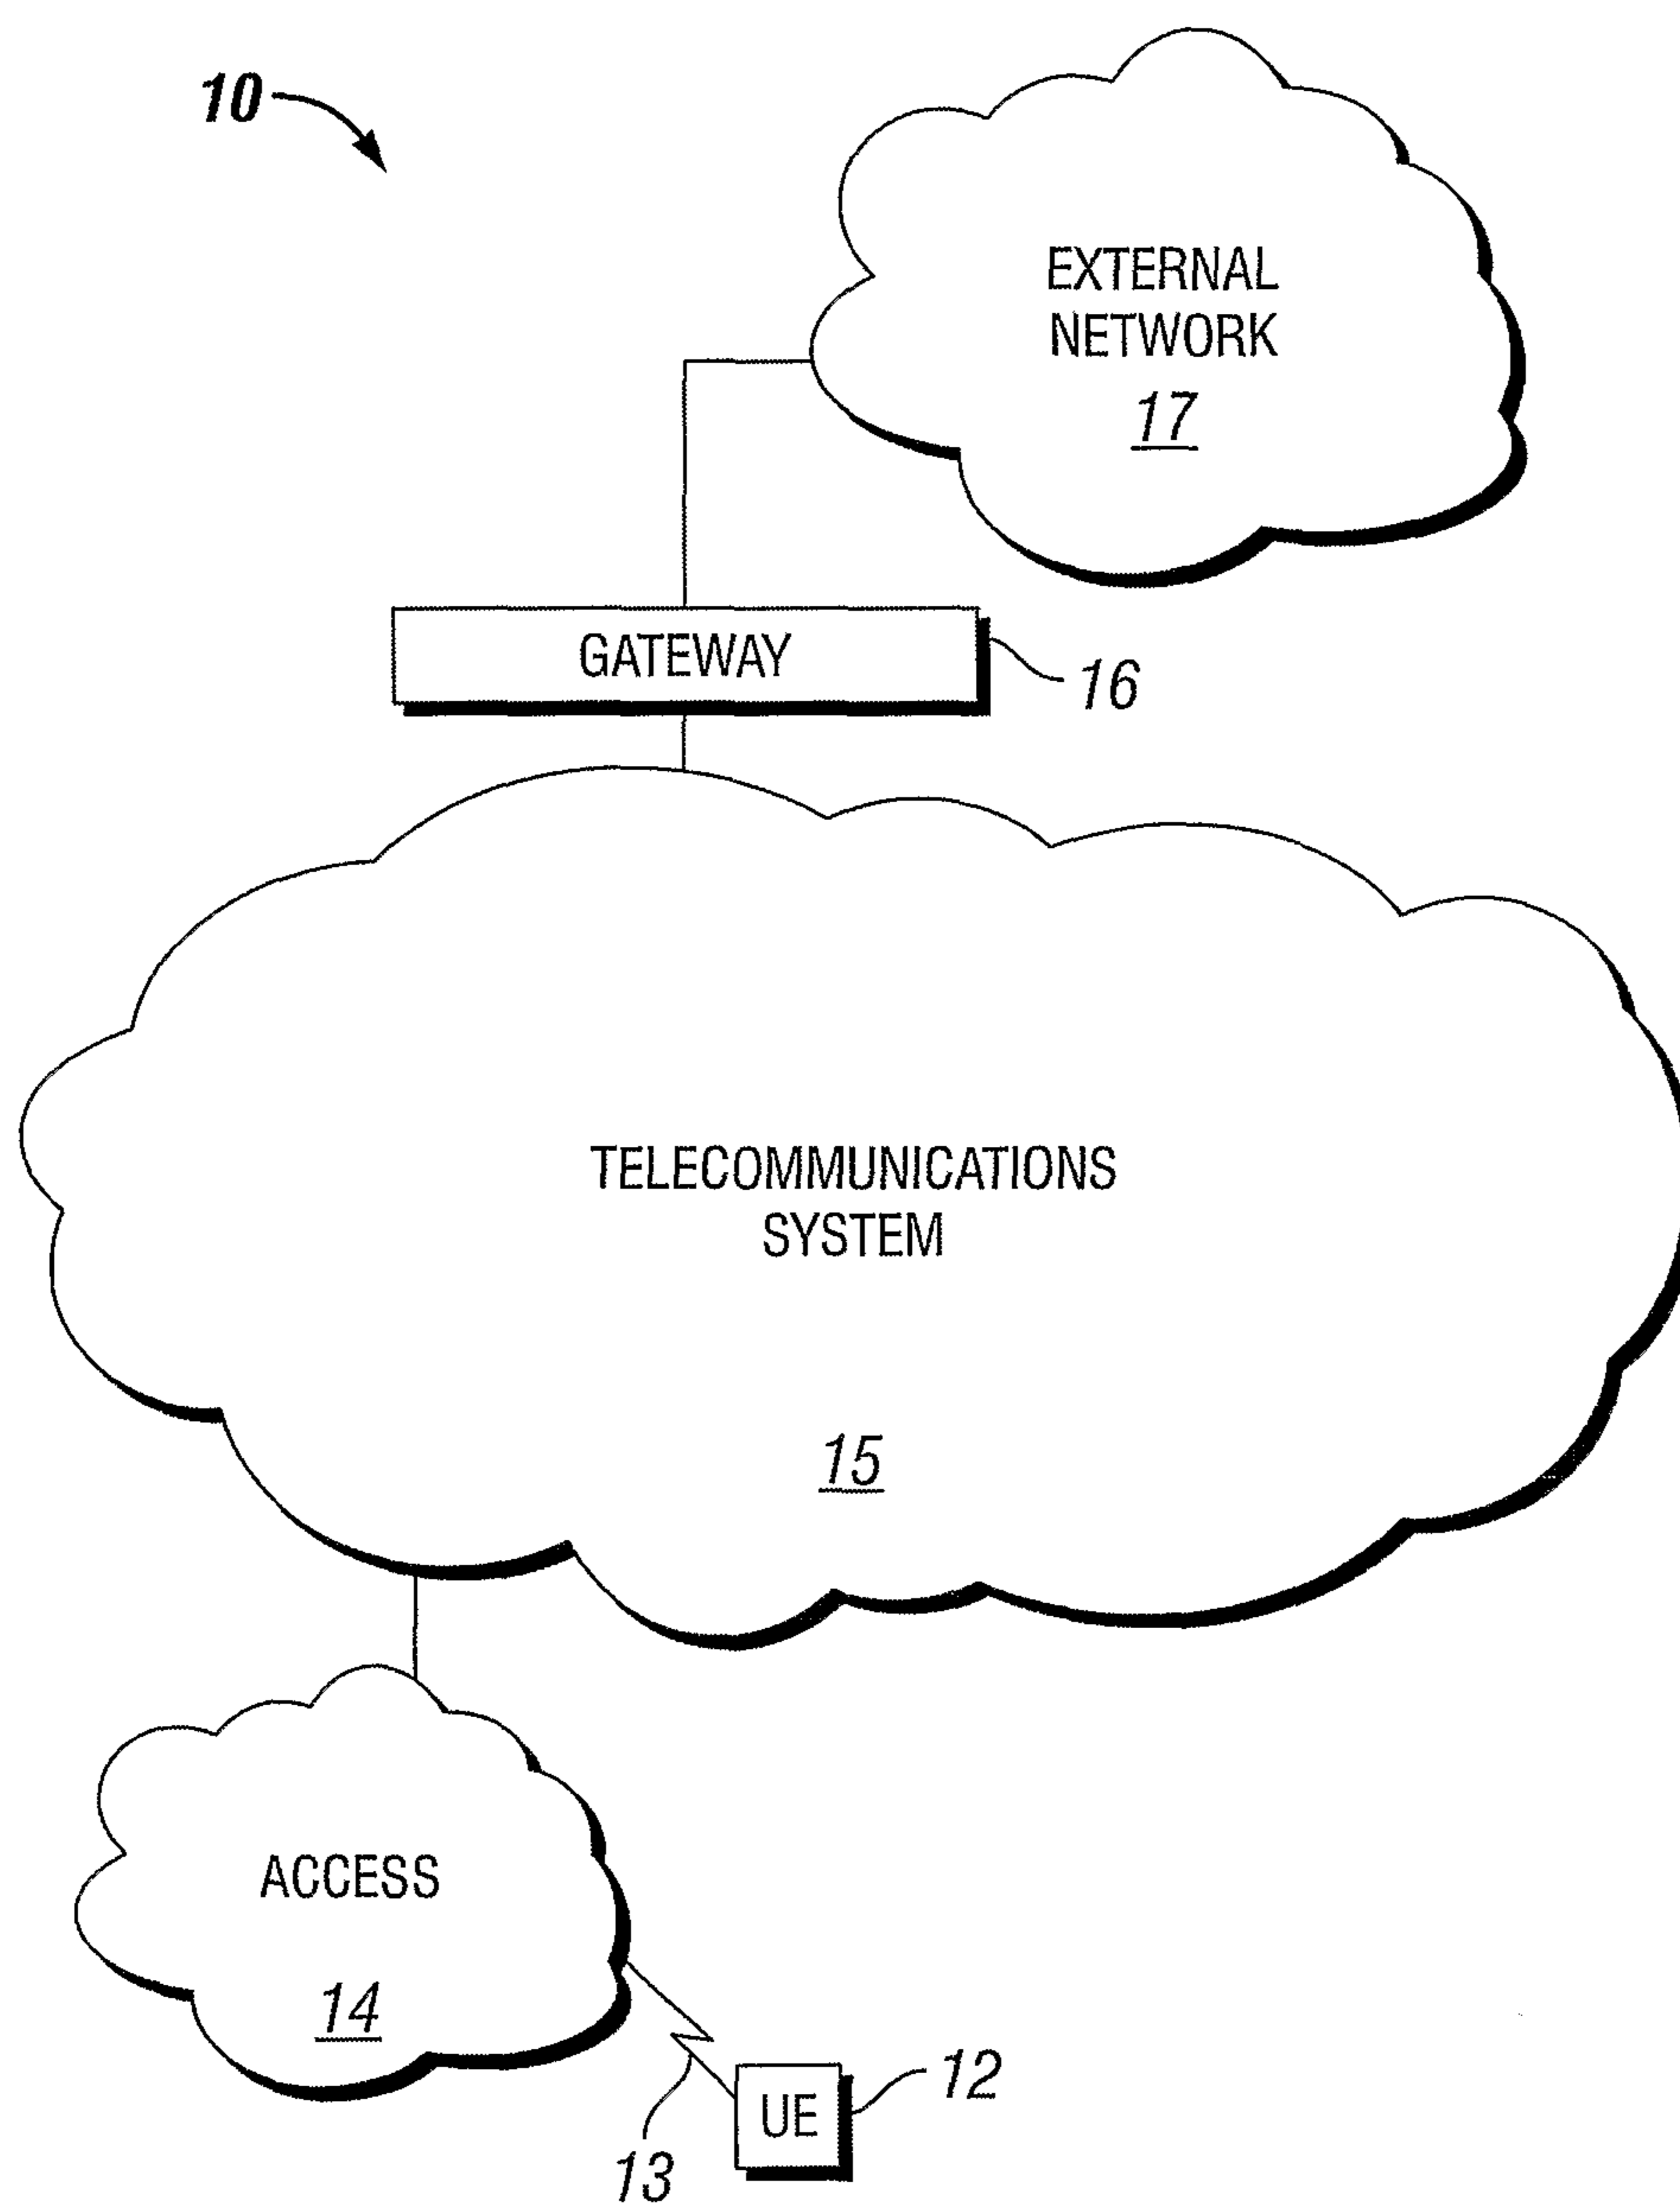 10
EXTERNAL
NETWORK
17
GATEWAY
16
TELECOMMUNICATIONS
SYSTEM
15
ACCESS
14
12
UE
13